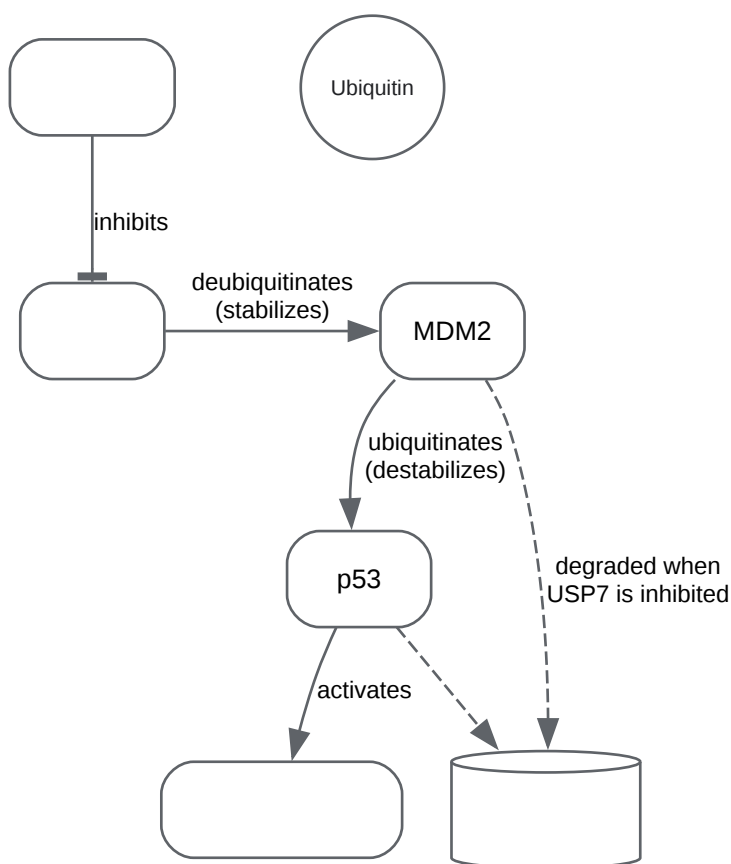 Ubiquitin
inhibits
deubiquitinates
(stabilizes)
MDM2
ubiquitinates
(destabilizes)
p53
degraded when
USP7 is inhibited
activates